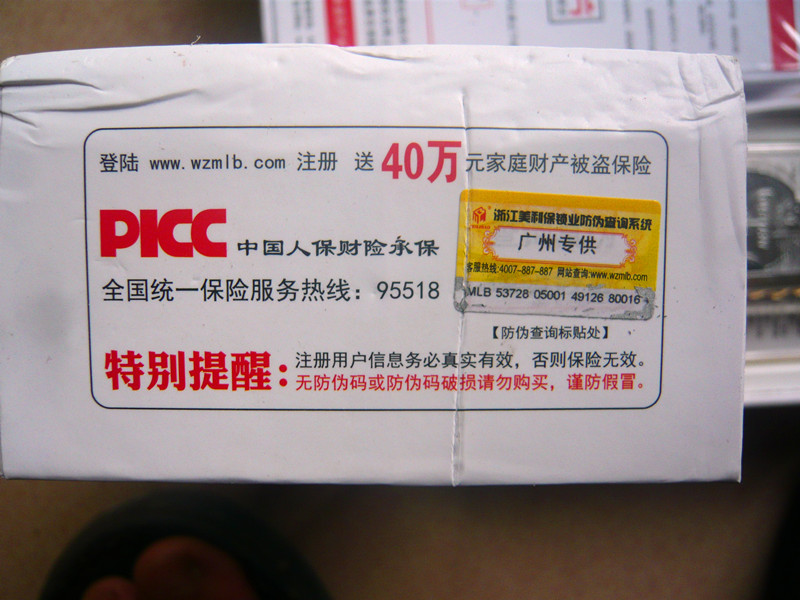 登陆 www.wzmlb.com 注册 送 40万元家庭财产被盗保险
PICC 中国人保财险承保
全国统一保险服务热线：95518
浙江美利保锁业防伪查询系统
广州专供
客服热线:4007-887-887 网站查询:www.wzmlb.com
MLB 53728 05001 49126 80016
【防伪查询标贴处】
特别提醒：
注册用户信息务必真实有效，否则保险无效。
无防伪码或防伪码破损请勿购买，谨防假冒。